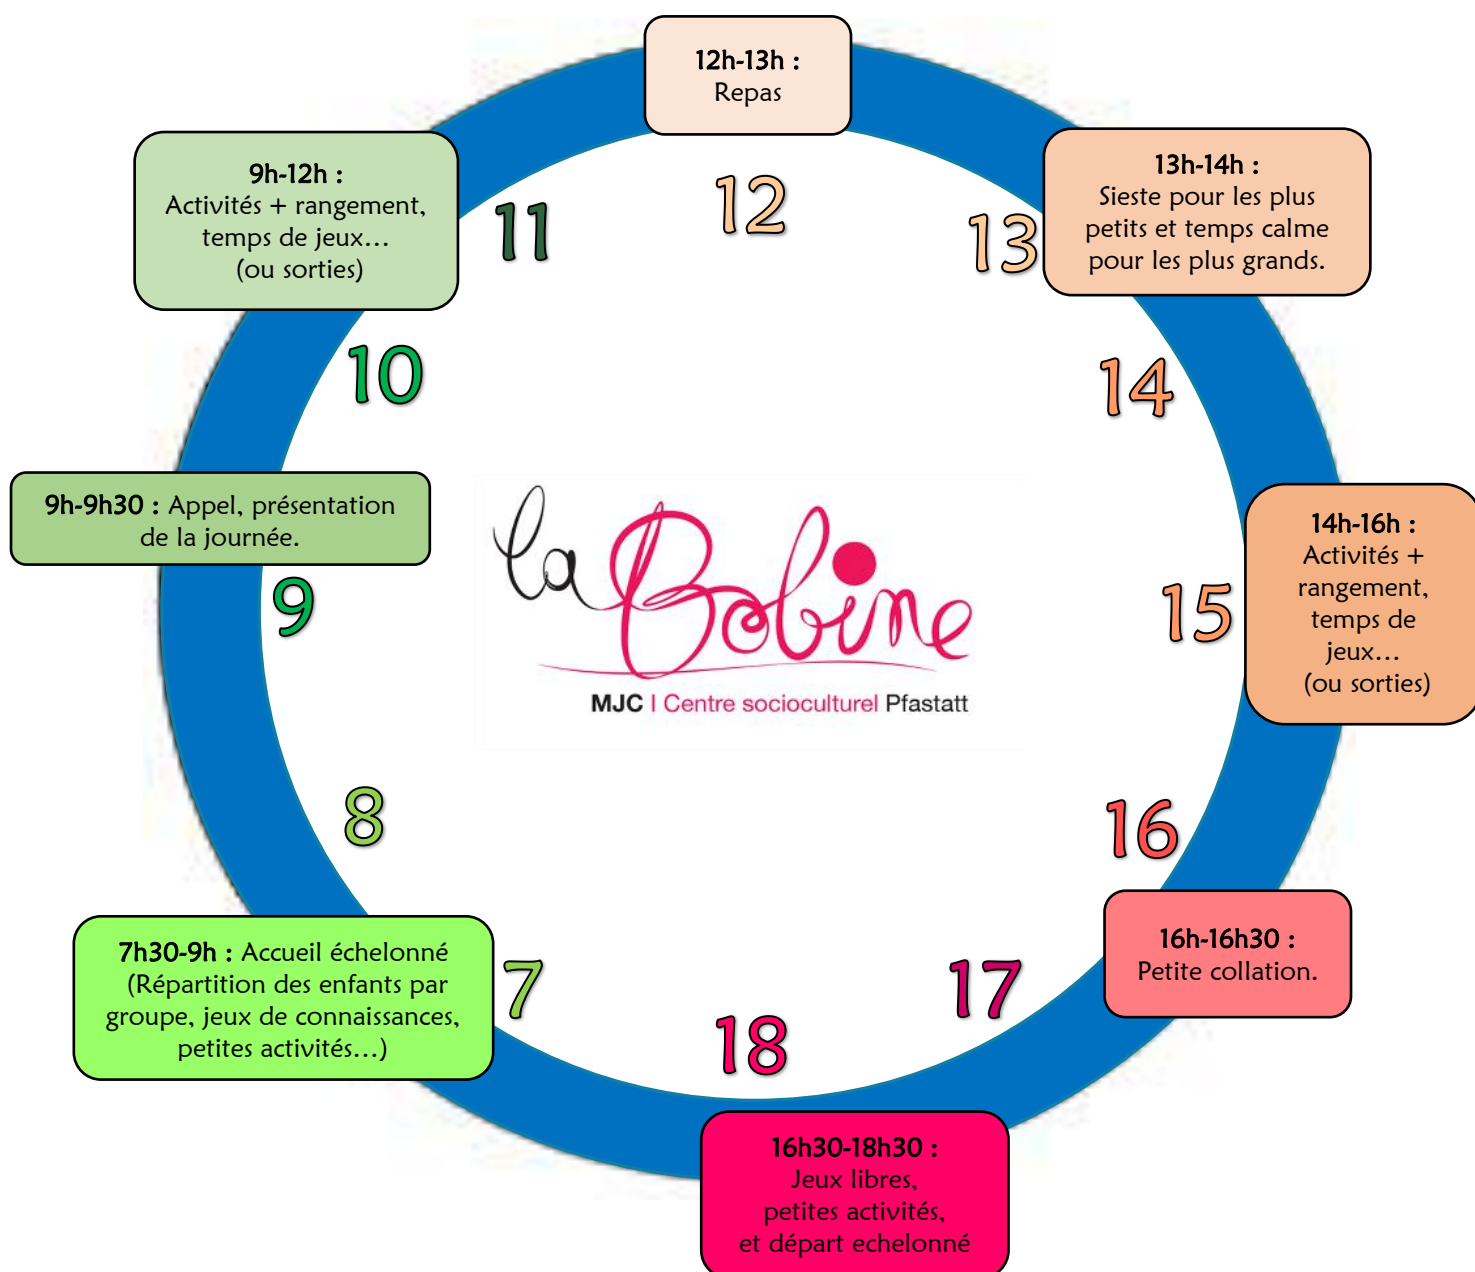 12h-13h :
Repas
9h-12h :
Activités + rangement,
temps de jeux...
(ou sorties)
13h-14h :
Sieste pour les plus
petits et temps calme
pour les plus grands.
11
12
13
10
14
9h-9h30 : Appel, présentation
de la journée.
14h-16h :
Activités +
rangement,
temps de
jeux...
(ou sorties)
la Bobine
MJC | Centre socioculturel Pfastatt
9
15
8
16
7h30-9h : Accueil échelonné
(Répartition des enfants par
groupe, jeux de connaissances,
petites activités...)
16h-16h30 :
Petite collation.
7
17
18
16h30-18h30 :
Jeux libres,
petites activités,
et départ echelonné